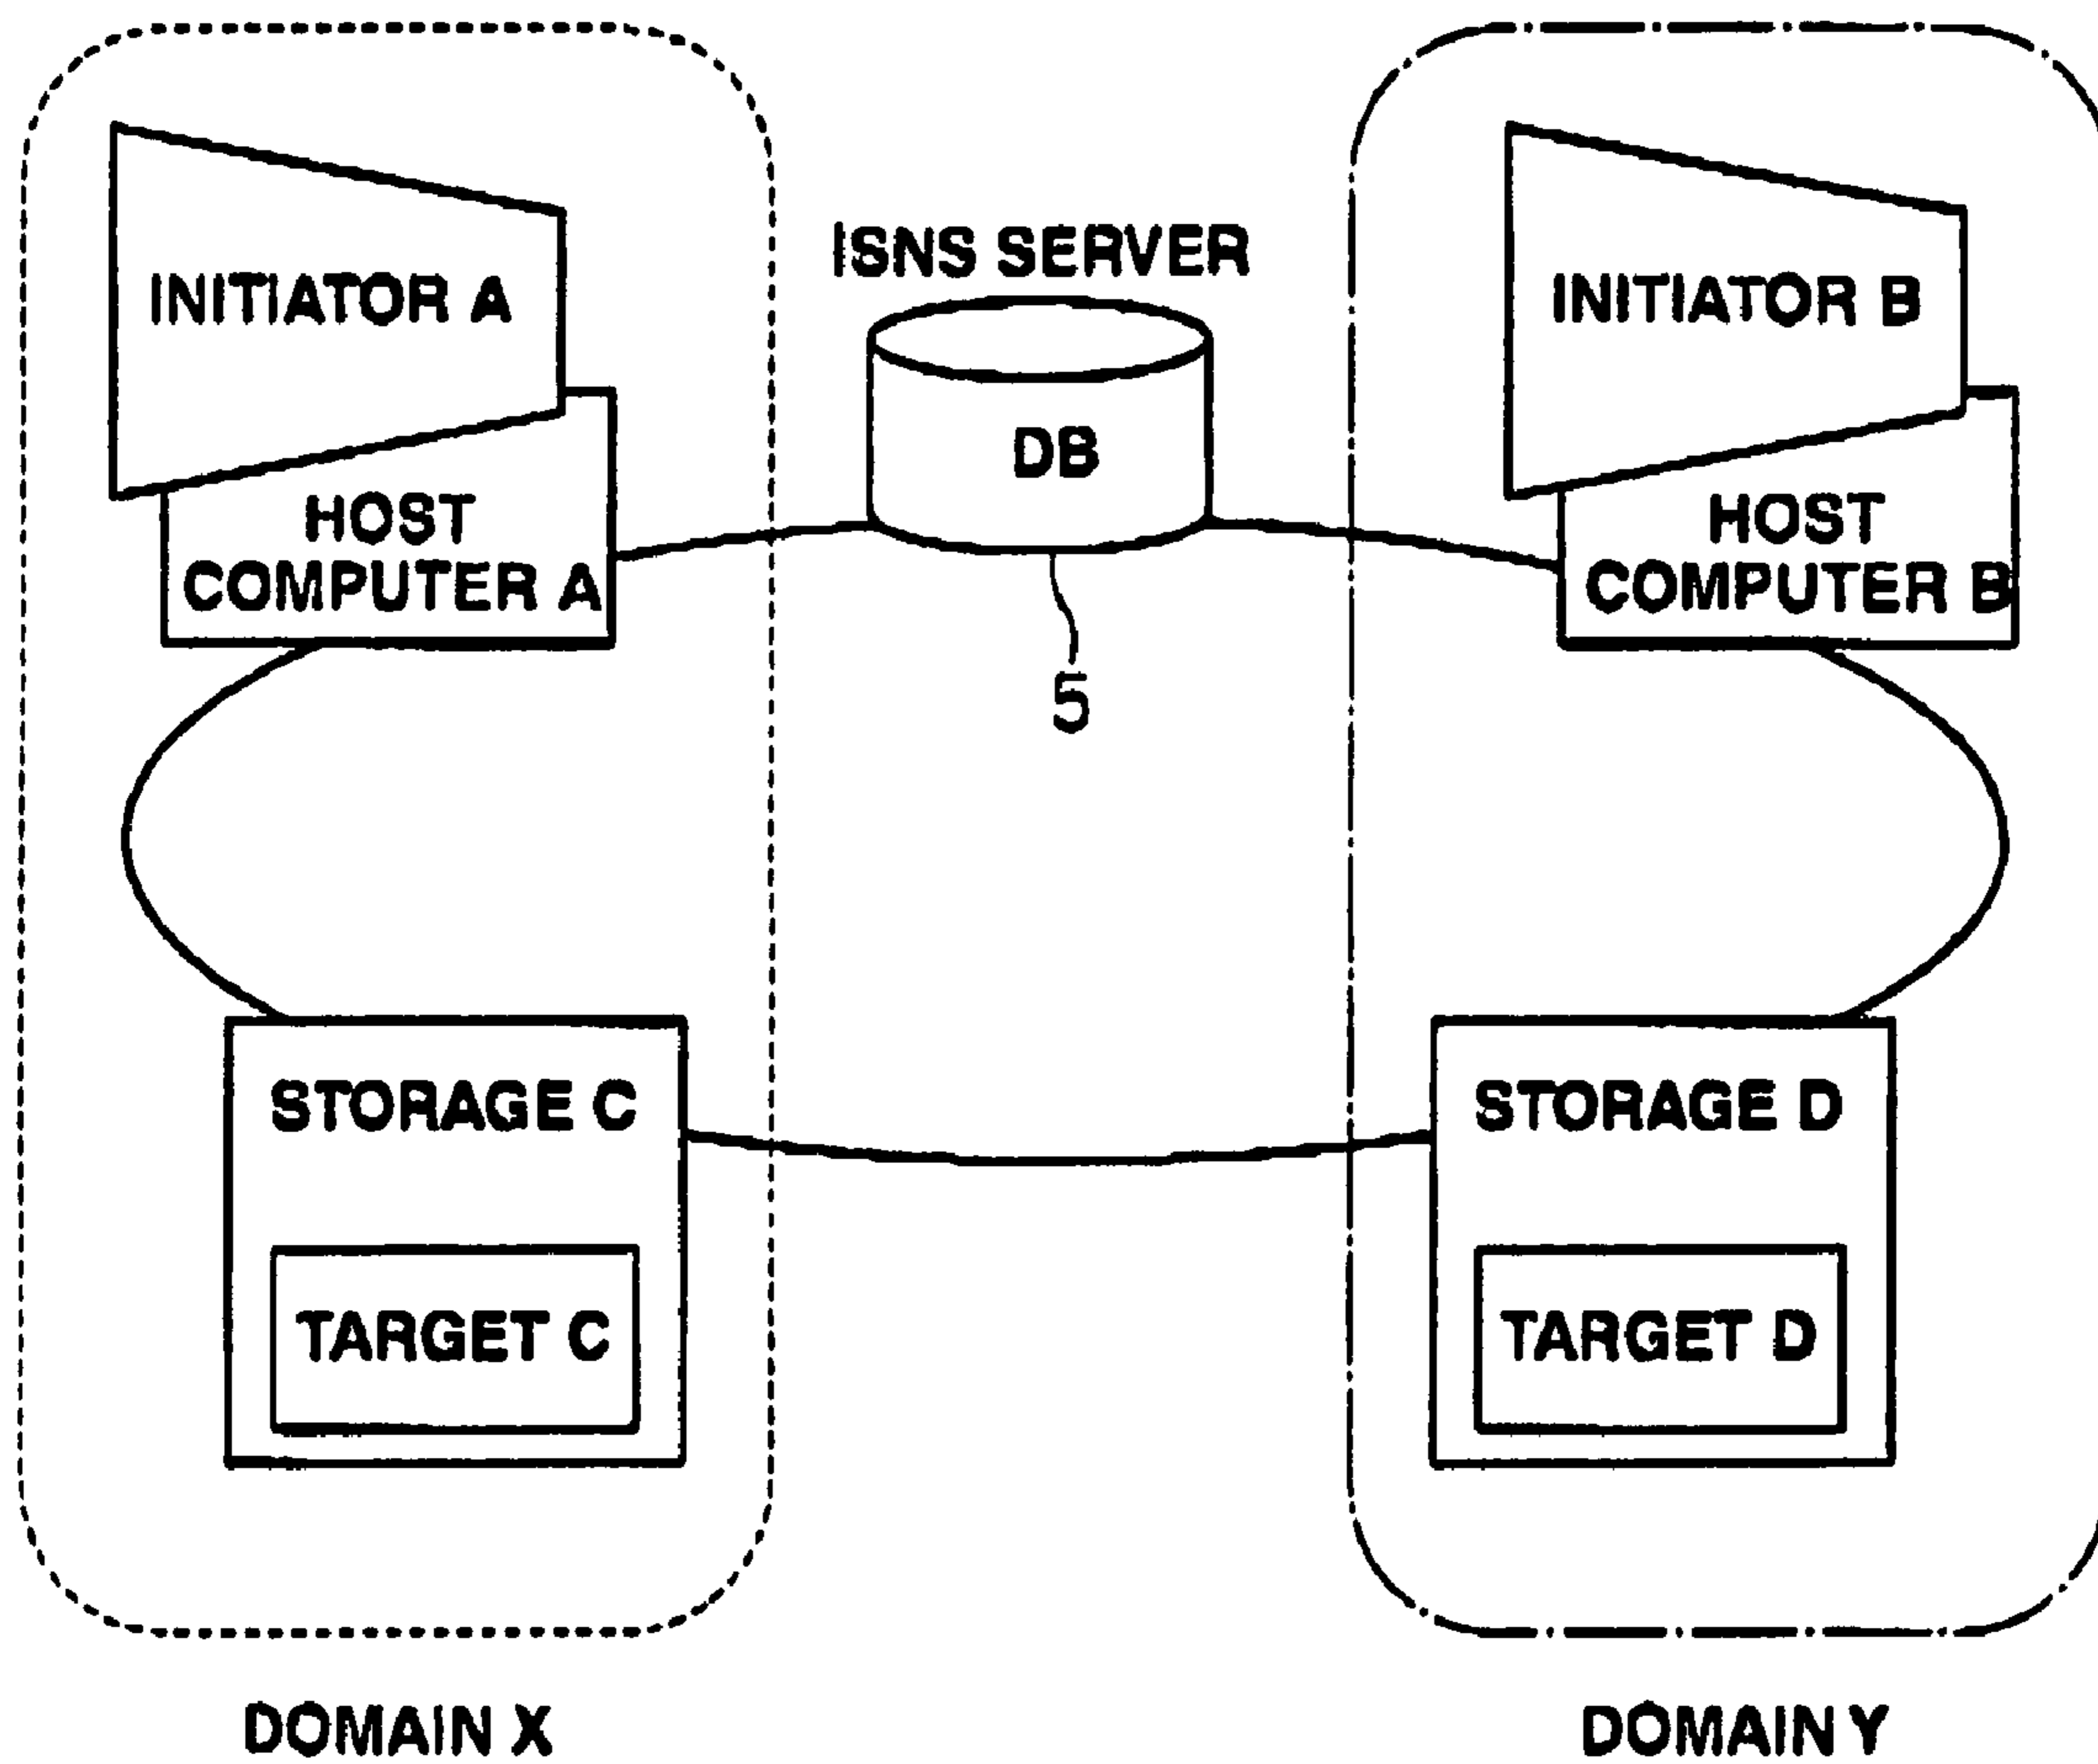 INITIATOR A
HOST
COMPUTER A
ISNS SERVER
DB
5
INITIATOR B
HOST
COMPUTER B
STORAGE C
TARGET C
STORAGE D
TARGET D
DOMAIN X
DOMAIN Y